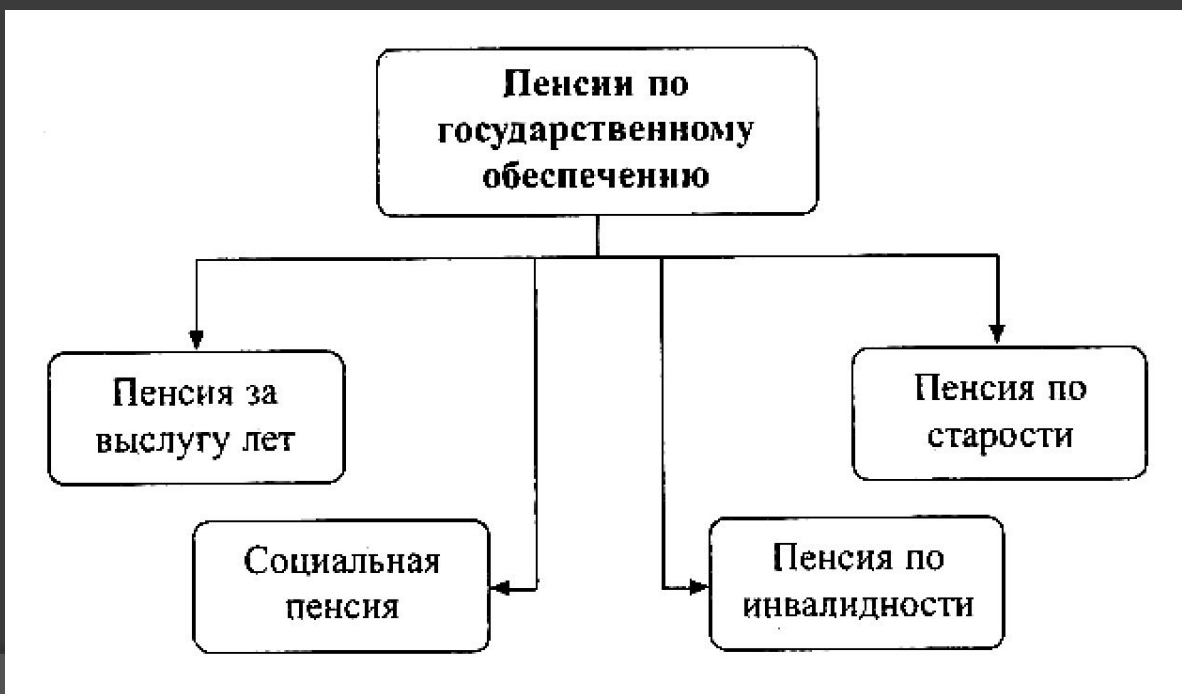 Пенсии по
государственному
обеспечению
Пенсия за
выслугу лет
Пенсия по
старости
Социальная
пенсия
Пенсия по
инвалидности